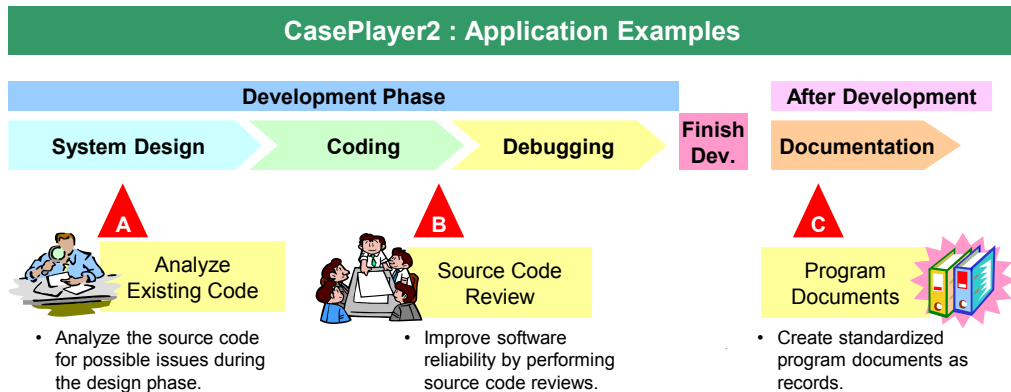 CasePlayer2 : Application Examples
Development Phase
After Development
System Design
Coding
Debugging
Finish
Dev.
Documentation
A
B
C
Analyze
Existing Code
Source Code
Review
Program
Documents
• Analyze the source code
for possible issues during
the design phase.
• Improve software
reliability by performing
source code reviews.
• Create standardized
program documents as
records.